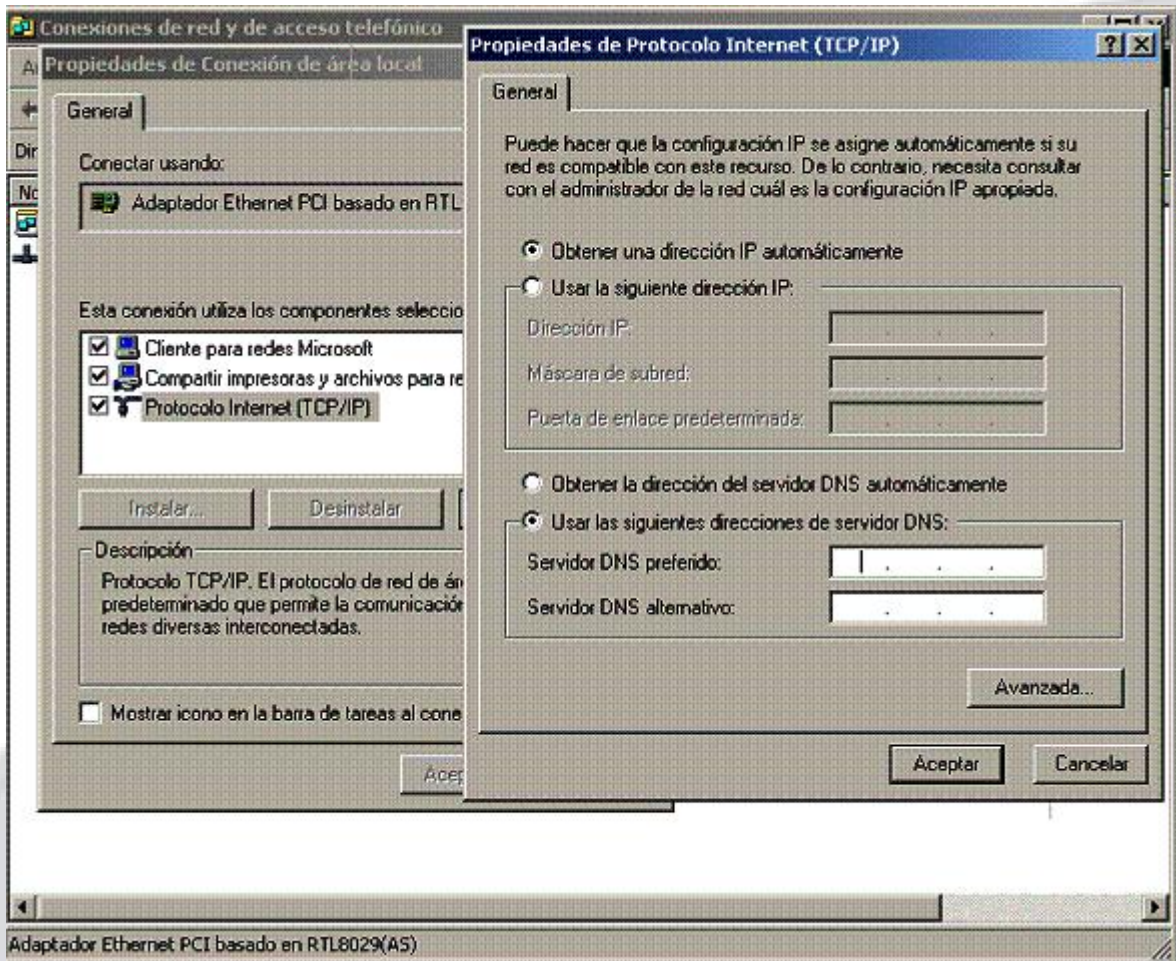 Conexiones de red y de acceso telefónico
Propiedades de Conexión de área local
General
Conectar usando:
Adaptador Ethernet PCI basado en RTL
Esta conexión utiliza los componentes seleccio
Cliente para redes Microsoft
Compartir impresoras y archivos para re
Protocolo Internet (TCP/IP)
Instalar...
Desinstalar
Descripción
Protocolo TCP/IP. El protocolo de red de ár
predeterminado que permite la comunicación
redes diversas interconectadas.
Mostrar icono en la barra de tareas al cone
Acep
Propiedades de Protocolo Internet (TCP/IP)
General
Puede hacer que la configuración IP se asigne automáticamente si su
red es compatible con este recurso. De lo contrario, necesita consultar
con el administrador de la red cuál es la configuración IP apropiada.
Obtener una dirección IP automáticamente
Usar la siguiente dirección IP:
Dirección IP:
Máscara de subred:
Puerta de enlace predeterminada:
Obtener la dirección del servidor DNS automáticamente
Usar las siguientes direcciones de servidor DNS:
Servidor DNS preferido:
Servidor DNS alternativo:
Avanzada...
Aceptar
Cancelar
Dir
Adaptador Ethernet PCI basado en RTL8029(AS)